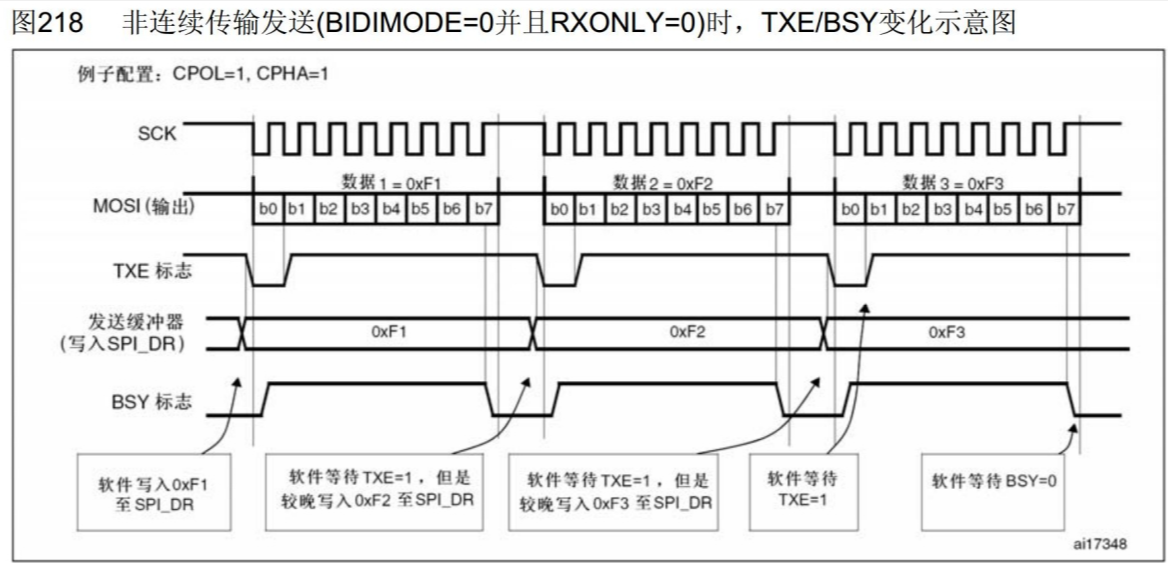 图218 非连续传输发送(BIDIMODE=0并且RXONLY=0)时，TXE/BSY变化示意图
例子配置：CPOL=1, CPHA=1
SCK
数据 1 = 0xF1 数据 2 = 0xF2 数据 3 = 0xF3
MOSI (输出) b0 b1 b2 b3 b4 b5 b6 b7 b0 b1 b2 b3 b4 b5 b6 b7 b0 b1 b2 b3 b4 b5 b6 b7
TXE 标志
发送缓冲器
(写入SPI_DR) 0xF1 0xF2 0xF3
BSY 标志
软件写入0xF1
至SPI_DR
软件等待TXE=1，但是
较晚写入0xF2 至SPI_DR
软件等待TXE=1，但是
较晚写入0xF3 至SPI_DR
软件等待
TXE=1
软件等待 BSY=0
ai17348